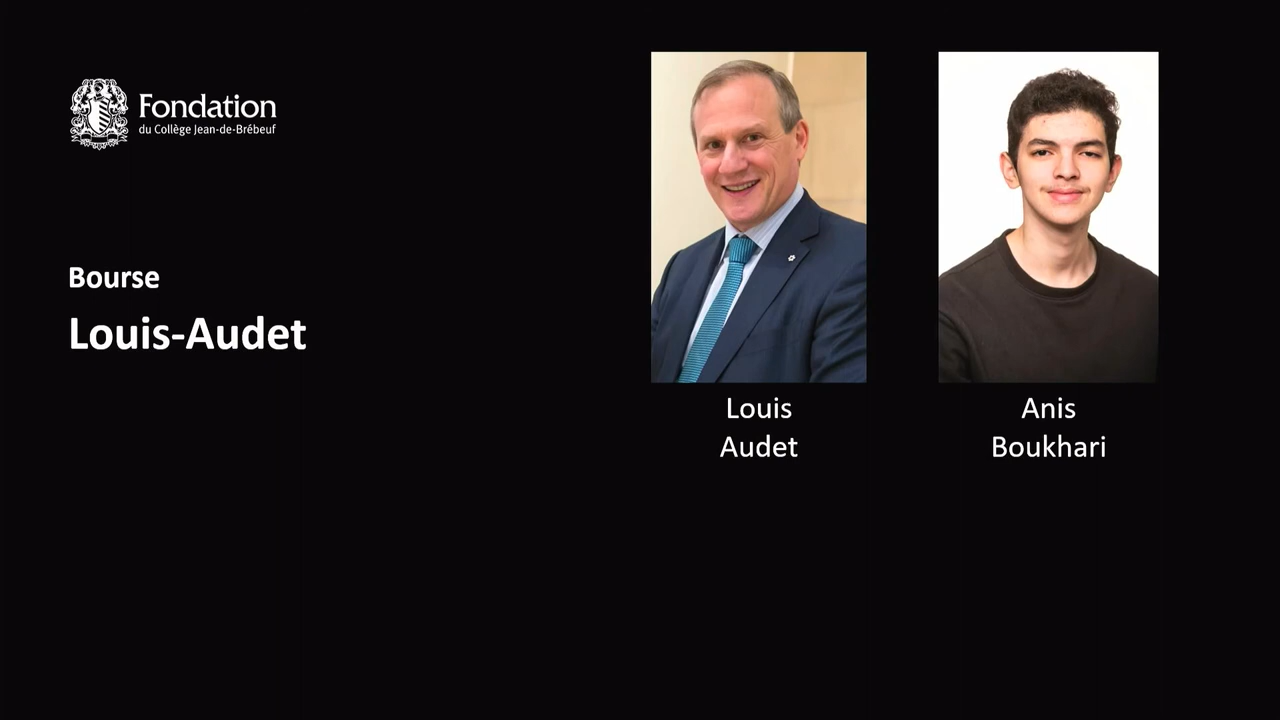 Fondation
du Collège Jean-de-Brébeuf
Bourse
Louis-Audet
Louis
Audet
Anis
Boukhari